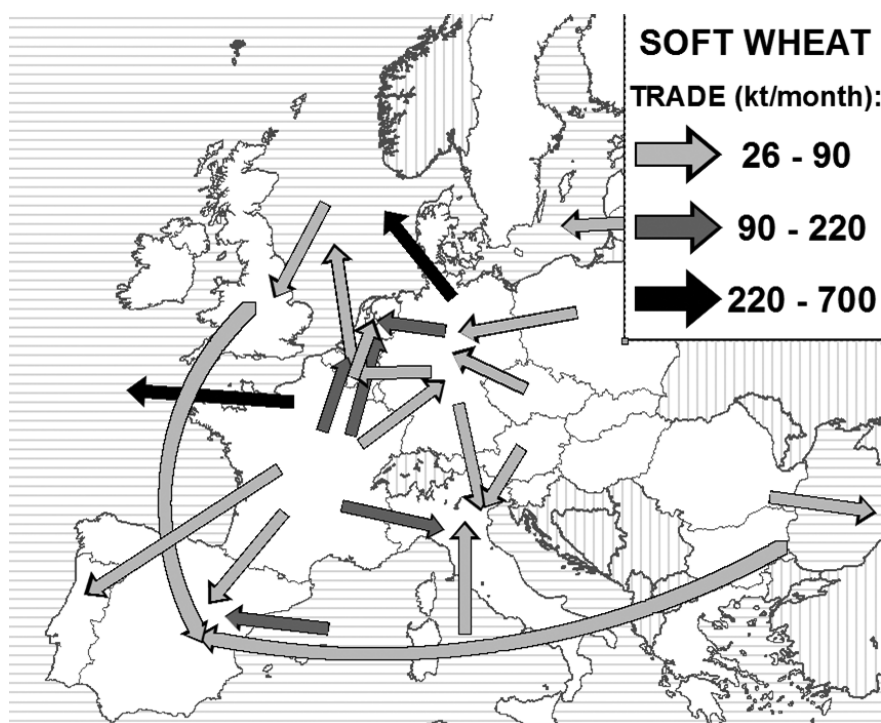 SOFT WHEAT
TRADE (kt/month):
26 - 90
90 - 220
220 - 700